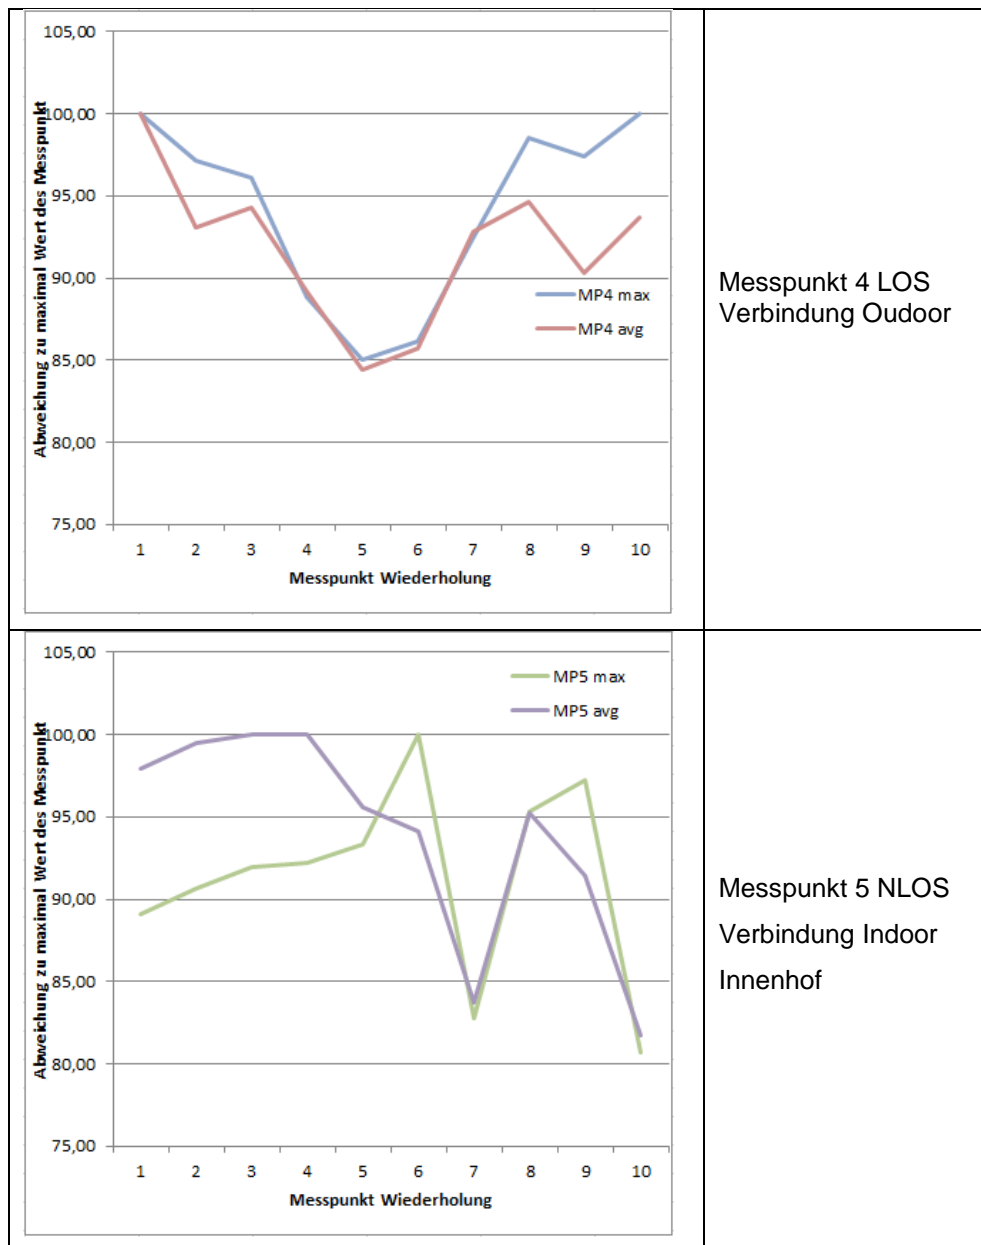 105,00
100,00
95,00
90,00
85,00
80,00
75,00
Abweichung zu maximal Wert des Messpunkt
MP4 max
MP4 avg
1 2 3 4 5 6 7 8 9 10
Messpunkt Wiederholung
Messpunkt 4 LOS
Verbindung Oudoor
105,00
100,00
95,00
90,00
85,00
80,00
75,00
Abweichung zu maximal Wert des Messpunkt
MP5 max
MP5 avg
1 2 3 4 5 6 7 8 9 10
Messpunkt Wiederholung
Messpunkt 5 NLOS
Verbindung Indoor
Innenhof